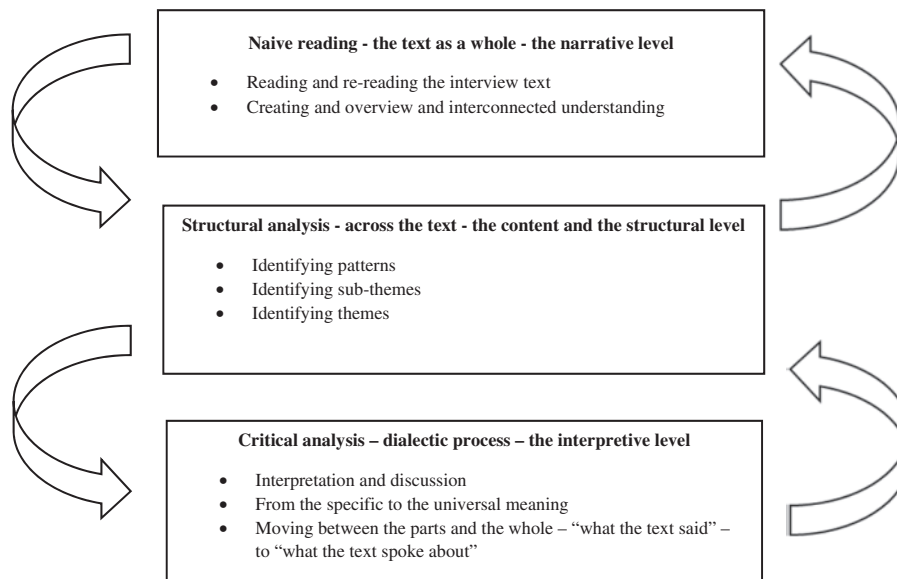 Naive reading - the text as a whole - the narrative level
• Reading and re-reading the interview text
• Creating and overview and interconnected understanding
Structural analysis - across the text - the content and the structural level
• Identifying patterns
• Identifying sub-themes
• Identifying themes
Critical analysis – dialectic process – the interpretive level
• Interpretation and discussion
• From the specific to the universal meaning
• Moving between the parts and the whole – “what the text said” –
to “what the text spoke about”